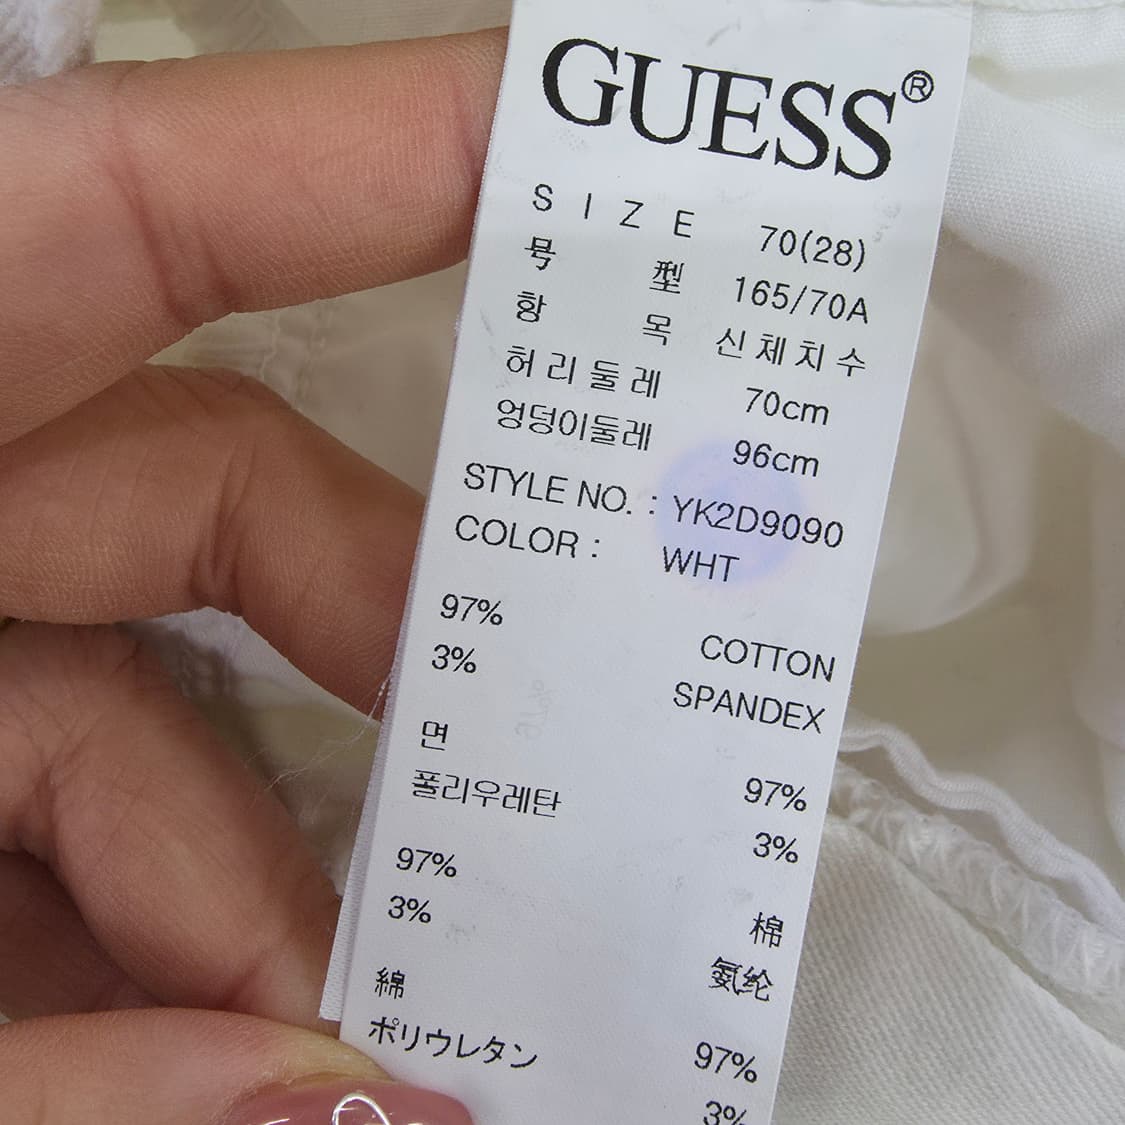 GUESS®
SIZE 70(28)
号 型 165/70A
항 목 신체치수
허리둘레 70cm
엉덩이둘레 96cm
STYLE NO. : YK2D9090
COLOR : WHT
97% COTTON
3% SPANDEX
면 97%
폴리우레탄 3%
97% 棉
3% 氨纶
綿 97%
ポリウレタン 3%